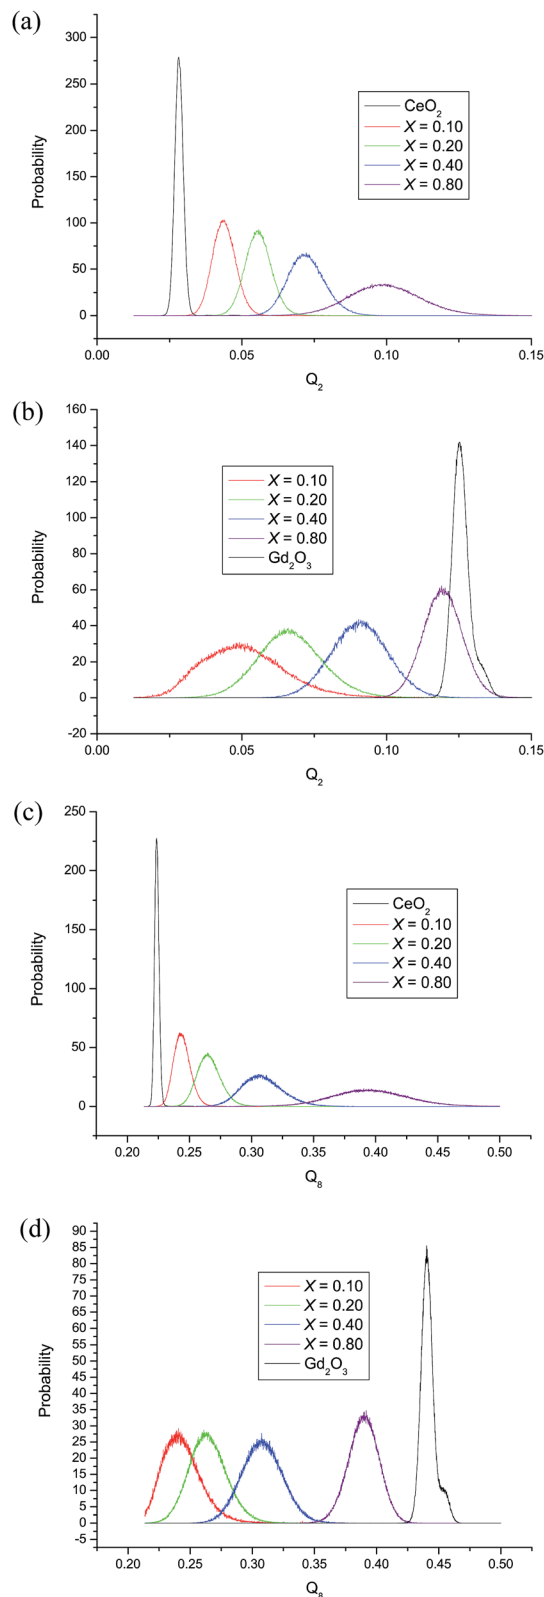 (a)
300
250
200
150
100
50
0
Probability
CeO2
X = 0.10
X = 0.20
X = 0.40
X = 0.80
0.00 0.05 0.10 0.15
Q2
(b)
160
140
120
100
80
60
40
20
0
-20
Probability
X = 0.10
X = 0.20
X = 0.40
X = 0.80
Gd2O3
0.00 0.05 0.10 0.15
Q2
(c)
250
200
150
100
50
0
Probability
CeO2
X = 0.10
X = 0.20
X = 0.40
X = 0.80
0.20 0.25 0.30 0.35 0.40 0.45 0.50
Q8
(d)
90
85
80
75
70
65
60
55
50
45
40
35
30
25
20
15
10
5
0
-5
Probability
X = 0.10
X = 0.20
X = 0.40
X = 0.80
Gd2O3
0.20 0.25 0.30 0.35 0.40 0.45 0.50
Q8